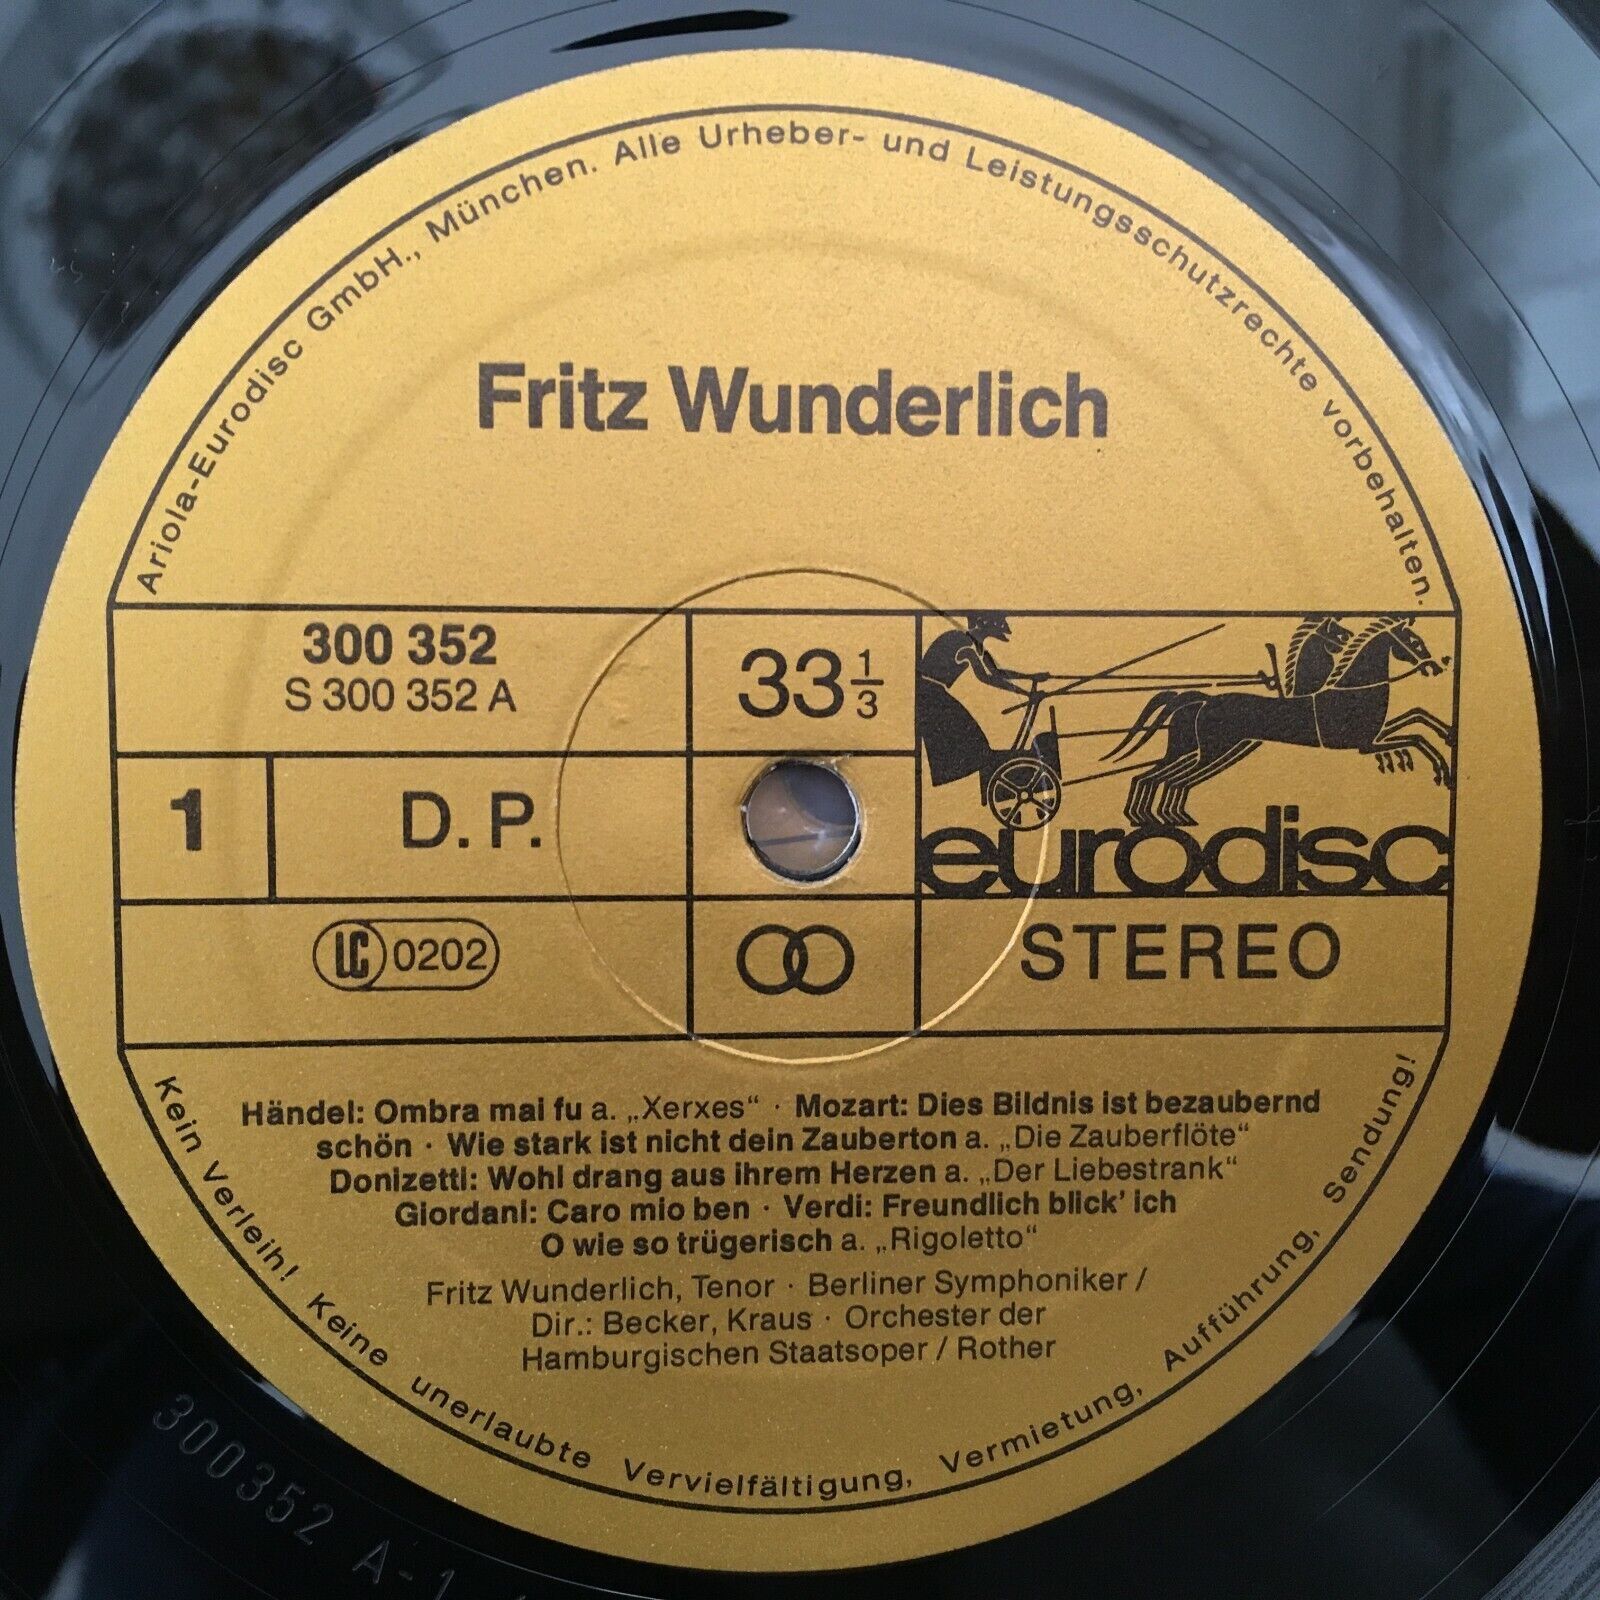 Ariola-Eurodisc GmbH., München. Alle Urheber- und Leistungsschutzrechte vorbehalten.
Fritz Wunderlich
300 352
S 300 352 A
33 1/3
1
D. P.
eurodisc
LC 0202
STEREO
Händel: Ombra mai fu a. „Xerxes“ · Mozart: Dies Bildnis ist bezaubernd
schön · Wie stark ist nicht dein Zauberton a. „Die Zauberflöte“
Donizetti: Wohl drang aus ihrem Herzen a. „Der Liebestrank“
Giordani: Caro mio ben · Verdi: Freundlich blick’ ich
O wie so trügerisch a. „Rigoletto“
Fritz Wunderlich, Tenor · Berliner Symphoniker /
Dir.: Becker, Kraus · Orchester der
Hamburgischen Staatsoper / Rother
Kein Verleih! Keine unerlaubte Vervielfältigung, Vermietung, Aufführung, Sendung!
300352 A-1